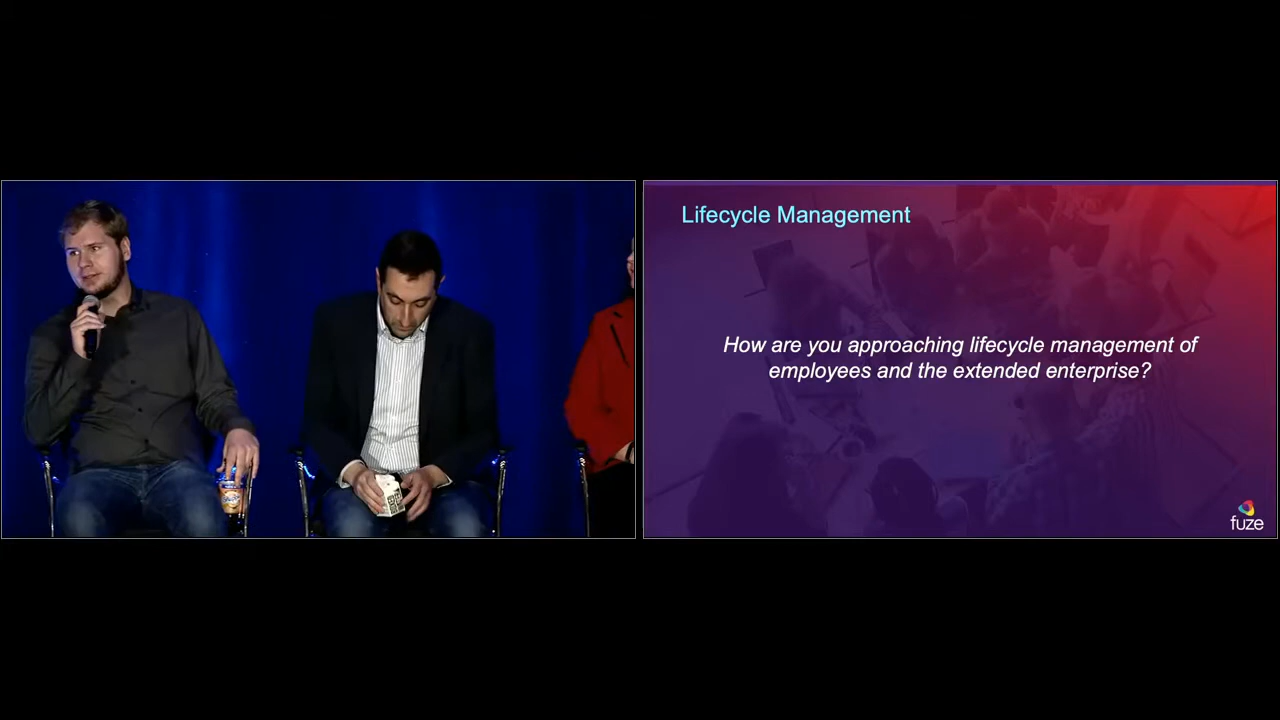 Lifecycle Management
How are you approaching lifecycle management of
employees and the extended enterprise?
fuze